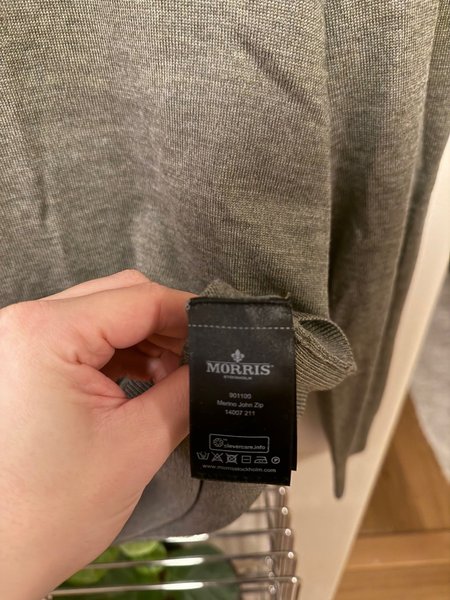 MORRIS
STOCKHOLM
901100
Merino John Zip
14007 211
clevercare.info
www.morrisstockholm.com